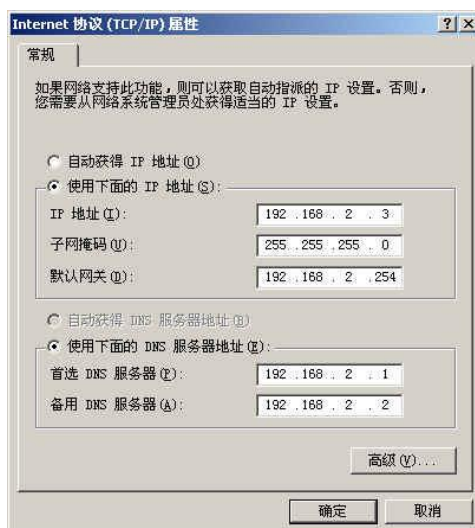 Internet 协议 (TCP/IP) 属性
常规
如果网络支持此功能，则可以获取自动指派的 IP 设置。否则，
您需要从网络系统管理员处获得适当的 IP 设置。
自动获得 IP 地址(O)
使用下面的 IP 地址(S):
IP 地址(I): 192 .168 . 2 . 3
子网掩码(U): 255 .255 .255 . 0
默认网关(D): 192 .168 . 2 .254
自动获得 DNS 服务器地址(B)
使用下面的 DNS 服务器地址(E):
首选 DNS 服务器(P): 192 .168 . 2 . 1
备用 DNS 服务器(A): 192 .168 . 2 . 2
高级(V)...
确定 取消